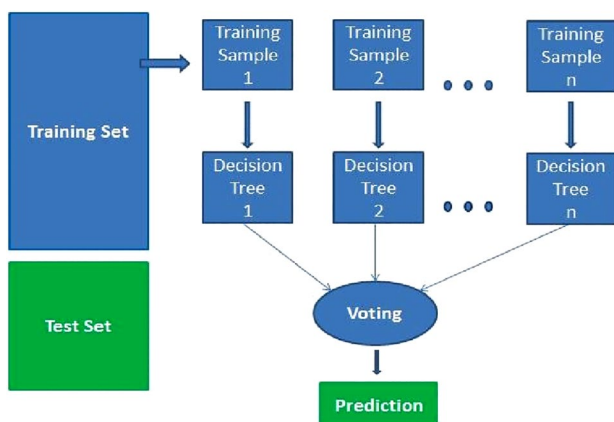 Training Set
Training
Sample
1
Training
Sample
2
Training
Sample
n
Decision
Tree
1
Decision
Tree
2
Decision
Tree
n
Test Set
Voting
Prediction